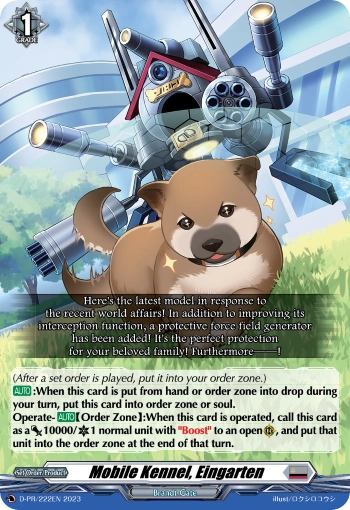 1
GRADE
Here's the latest model in response to
the recent world affairs! In addition to improving its
interception function, a protective force field generator
has been added! It's the perfect protection
for your beloved family! Furthermore——!
(After a set order is played, put it into your order zone.)
AUTO:When this card is put from hand or order zone into drop during
your turn, put this card into order zone or soul.
Operate- AUTO【Order Zone】:When this card is operated, call this card
as a 10000/ 1 normal unit with "Boost" to an open , and put that
unit into the order zone at the end of that turn.
Set Order/Product
Mobile Kennel, Eingarten
Brandt Gate
D-PR/222EN 2023
illust/ロクシロコウシ